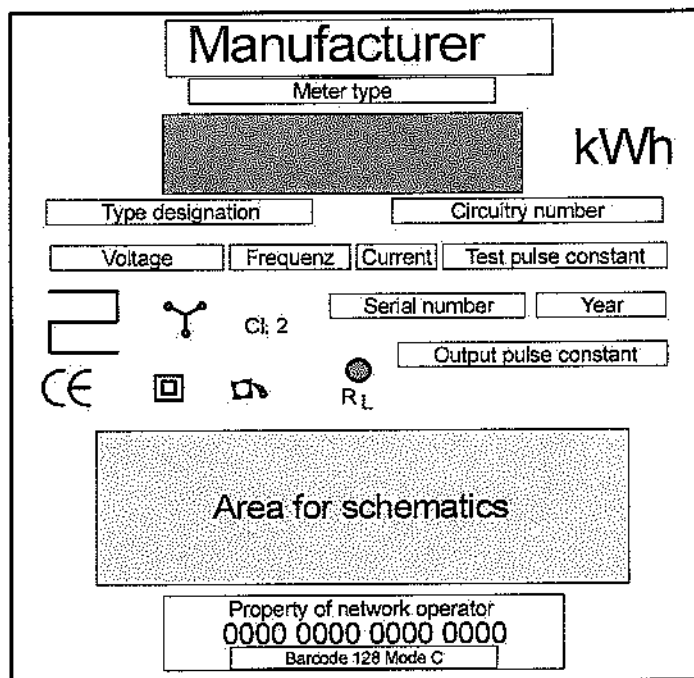 Manufacturer
Meter type
kWh
Type designation Circuitry number
Voltage Frequenz Current Test pulse constant
Cl. 2 Serial number Year
Output pulse constant
CE RL
Area for schematics
Property of network operator
0000 0000 0000 0000
Barcode 128 Mode C